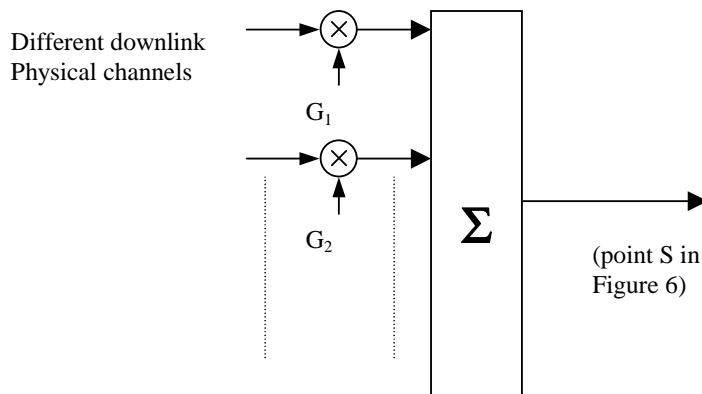 Different downlink
Physical channels
G₁
G₂
Σ
(point S in
Figure 6)